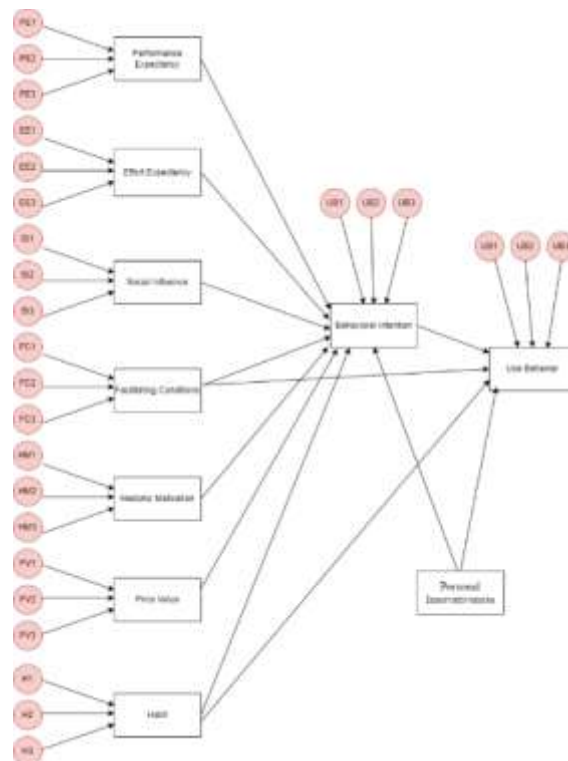 PE1
PE2
PE3
Performance
Expectancy
EE1
EE2
EE3
Effort Expectancy
SI1
SI2
SI3
Social Influence
FC1
FC2
FC3
Facilitating Conditions
HM1
HM2
HM3
Hedonic Motivation
PV1
PV2
PV3
Price Value
H1
H2
H3
Habit
UB1
UB2
UB3
Behavioral Intention
UB1
UB2
UB3
Use Behavior
Personal